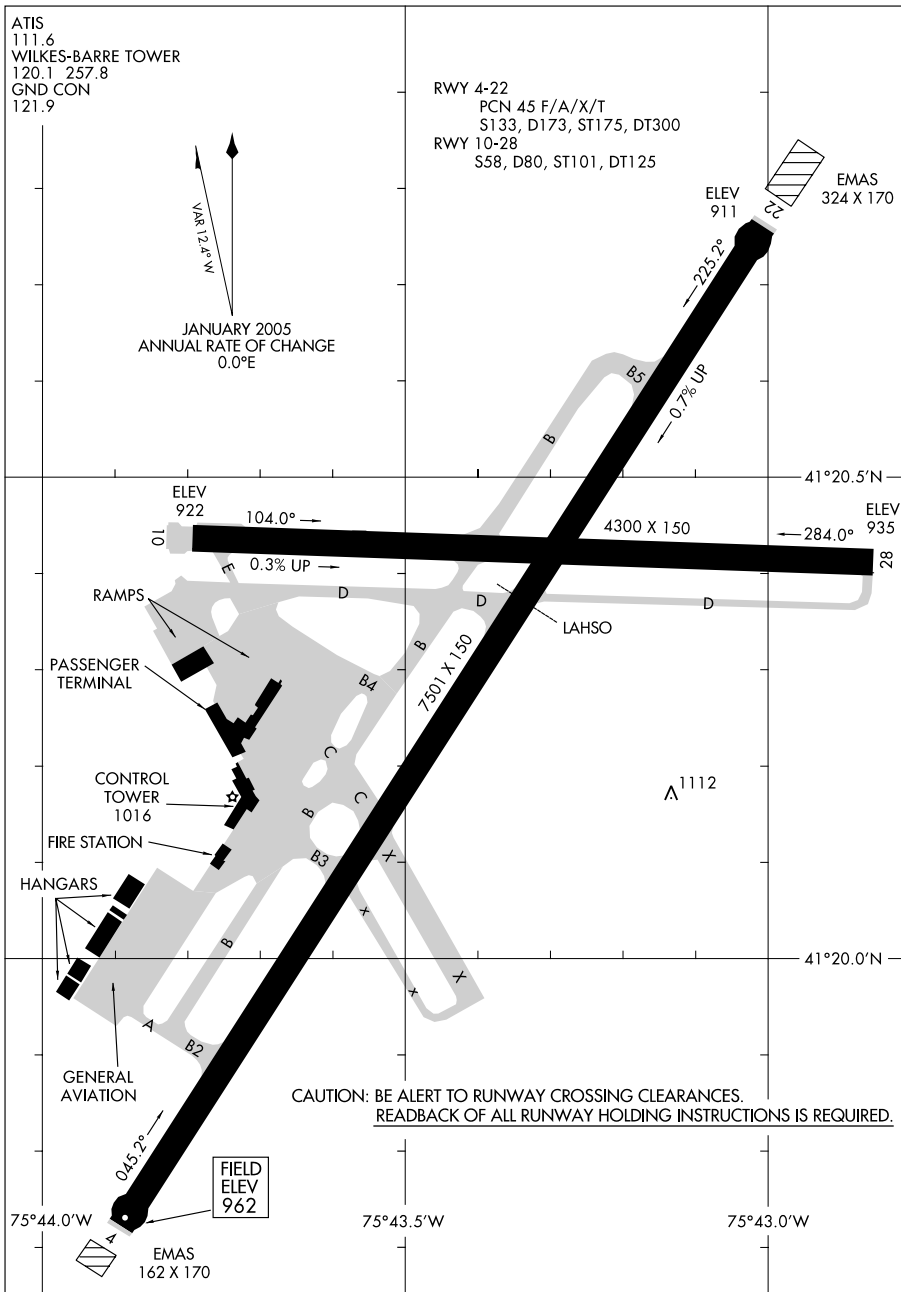 ATIS
111.6
WILKES-BARRE TOWER
120.1 257.8
GND CON
121.9
RWY 4-22
PCN 45 F/A/X/T
S133, D173, ST175, DT300
RWY 10-28
S58, D80, ST101, DT125
VAR 12.4° W
JANUARY 2005
ANNUAL RATE OF CHANGE
0.0°E
EMAS
324 X 170
ELEV
911
22
225.2°
0.7% UP
B5
B
41°20.5'N
ELEV
922
10
104.0°
0.3% UP
4300 X 150
284.0°
ELEV
935
28
E
D
D
D
LAHSO
RAMPS
B
PASSENGER
TERMINAL
B4
7501 X 150
C
C
CONTROL
TOWER
1016
1112
B
FIRE STATION
B3
X
HANGARS
X
B
41°20.0'N
X
X
A
B2
GENERAL
AVIATION
CAUTION: BE ALERT TO RUNWAY CROSSING CLEARANCES.
READBACK OF ALL RUNWAY HOLDING INSTRUCTIONS IS REQUIRED.
045.2°
FIELD
ELEV
962
75°44.0'W
75°43.5'W
75°43.0'W
4
EMAS
162 X 170